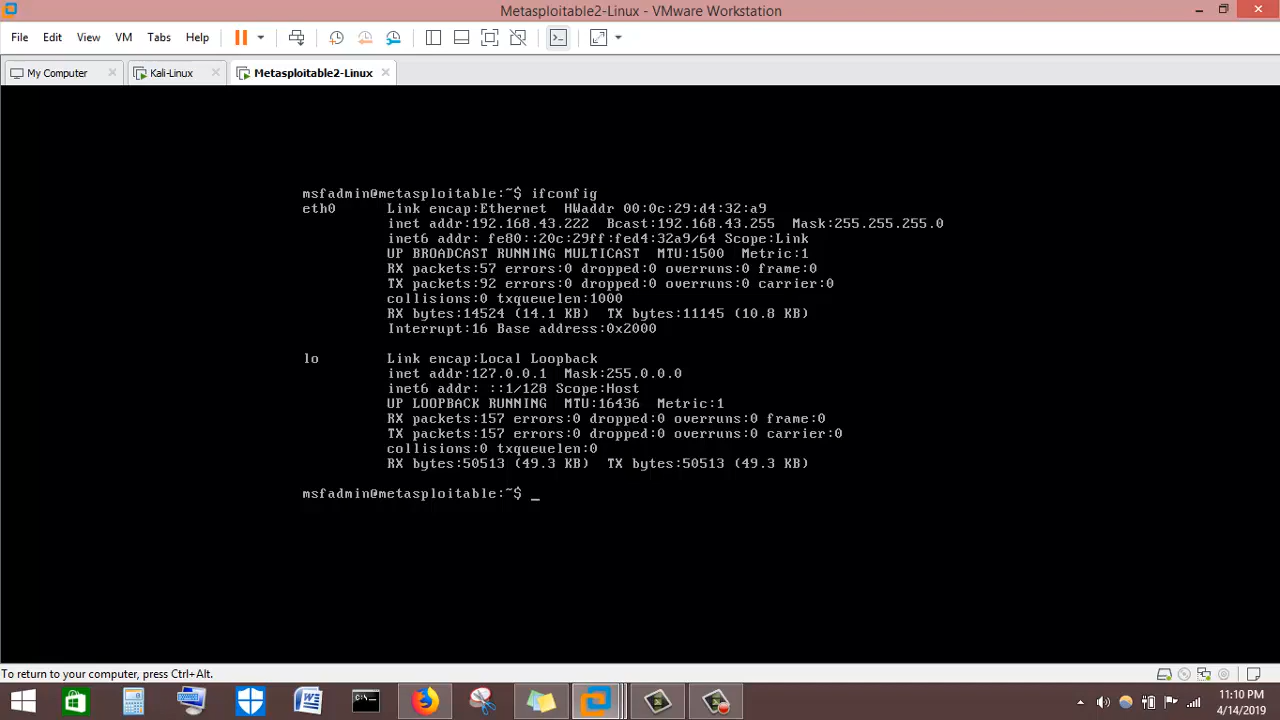 Metasploitable2-Linux - VMware Workstation
File Edit View VM Tabs Help
My Computer Kali-Linux Metasploitable2-Linux
msfadmin@metasploitable:~$ ifconfig
eth0 Link encap:Ethernet HWaddr 00:0c:29:d4:32:a9
inet addr:192.168.43.222 Bcast:192.168.43.255 Mask:255.255.255.0
inet6 addr: fe80::20c:29ff:fed4:32a9/64 Scope:Link
UP BROADCAST RUNNING MULTICAST MTU:1500 Metric:1
RX packets:57 errors:0 dropped:0 overruns:0 frame:0
TX packets:92 errors:0 dropped:0 overruns:0 carrier:0
collisions:0 txqueuelen:1000
RX bytes:14524 (14.1 KB) TX bytes:11145 (10.8 KB)
Interrupt:16 Base address:0x2000
lo Link encap:Local Loopback
inet addr:127.0.0.1 Mask:255.0.0.0
inet6 addr: ::1/128 Scope:Host
UP LOOPBACK RUNNING MTU:16436 Metric:1
RX packets:157 errors:0 dropped:0 overruns:0 frame:0
TX packets:157 errors:0 dropped:0 overruns:0 carrier:0
collisions:0 txqueuelen:0
RX bytes:50513 (49.3 KB) TX bytes:50513 (49.3 KB)
msfadmin@metasploitable:~$ _
To return to your computer, press Ctrl+Alt.
11:10 PM
4/14/2019